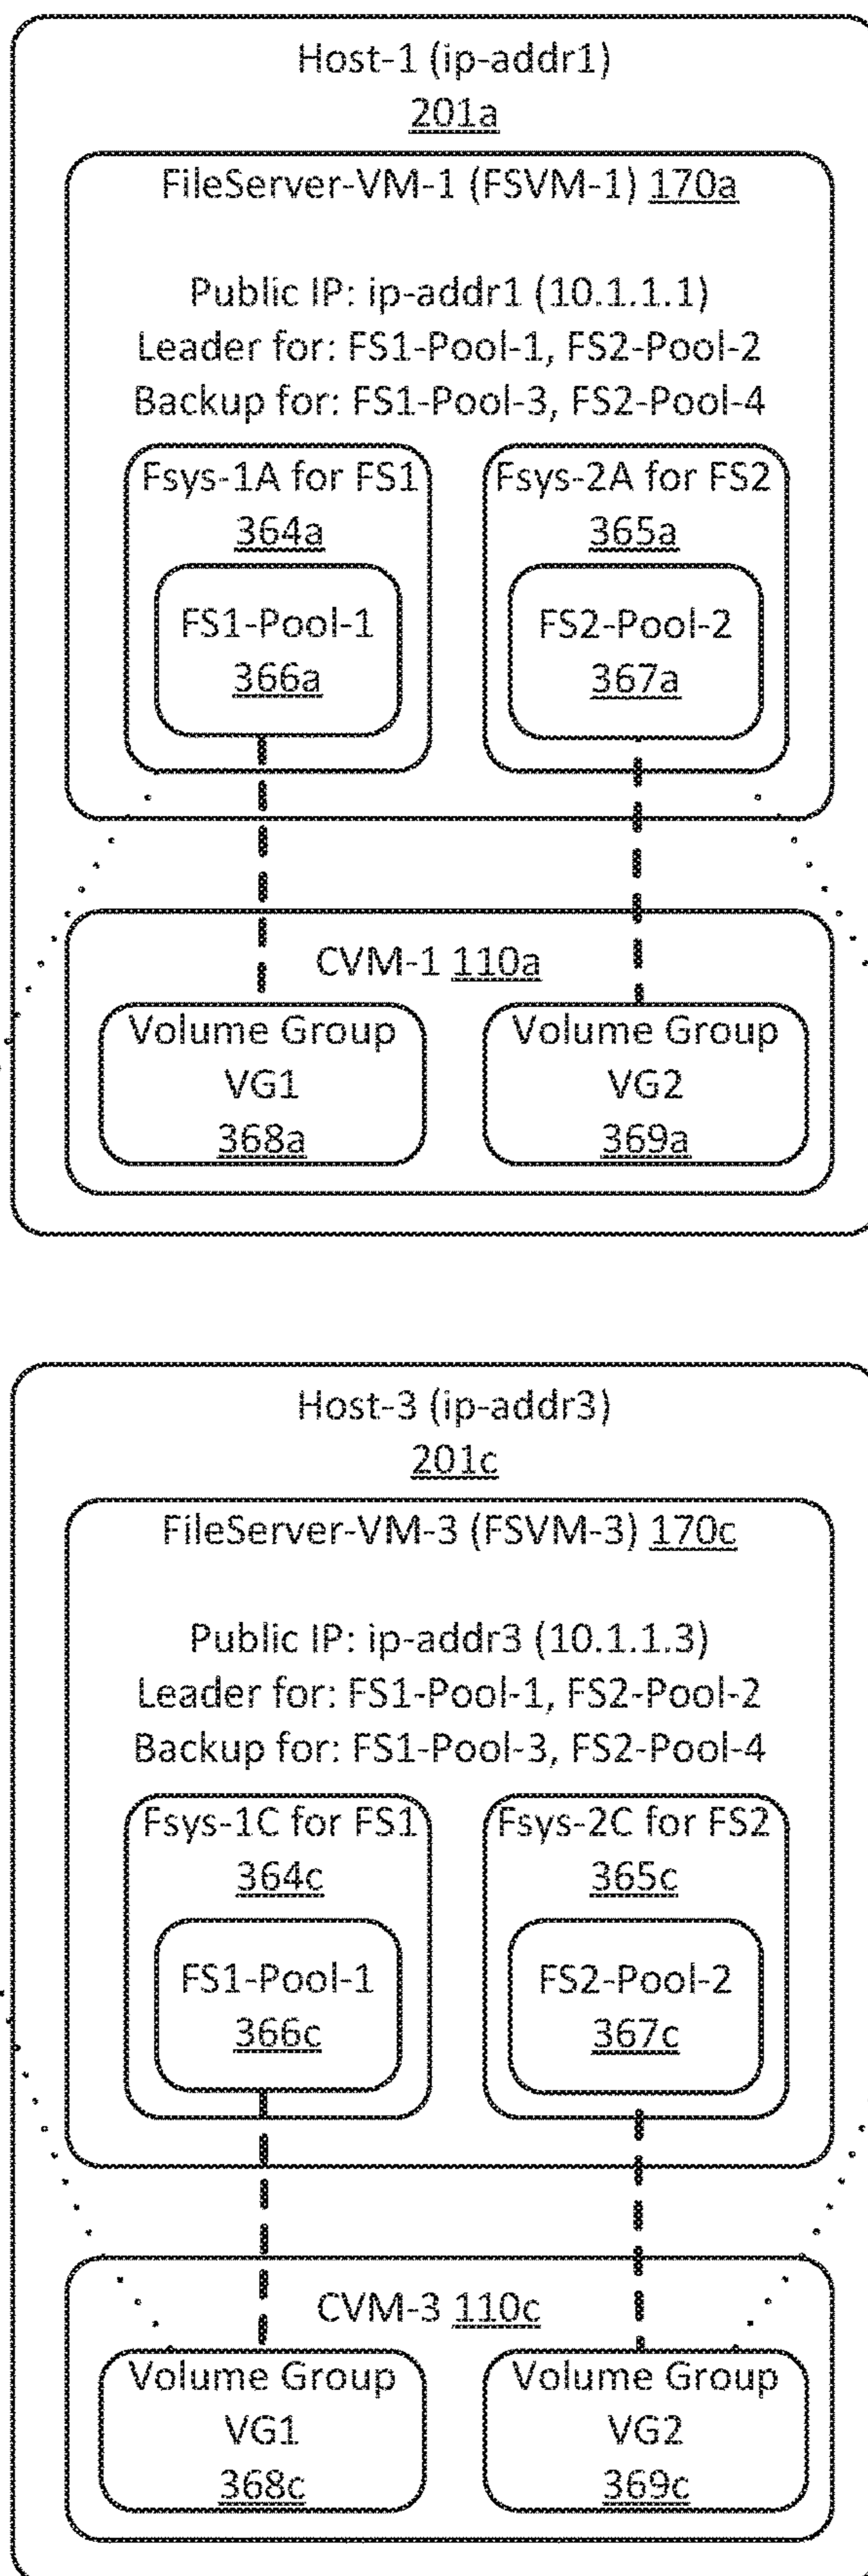 Host-1 (ip-addr1)
201a
FileServer-VM-1 (FSVM-1) 170a
Public IP: ip-addr1 (10.1.1.1)
Leader for: FS1-Pool-1, FS2-Pool-2
Backup for: FS1-Pool-3, FS2-Pool-4
Fsys-1A for FS1
364a
FS1-Pool-1
366a
Fsys-2A for FS2
365a
FS2-Pool-2
367a
CVM-1 110a
Volume Group
VG1
368a
Volume Group
VG2
369a
Host-3 (ip-addr3)
201c
FileServer-VM-3 (FSVM-3) 170c
Public IP: ip-addr3 (10.1.1.3)
Leader for: FS1-Pool-1, FS2-Pool-2
Backup for: FS1-Pool-3, FS2-Pool-4
Fsys-1C for FS1
364c
FS1-Pool-1
366c
Fsys-2C for FS2
365c
FS2-Pool-2
367c
CVM-3 110c
Volume Group
VG1
368c
Volume Group
VG2
369c